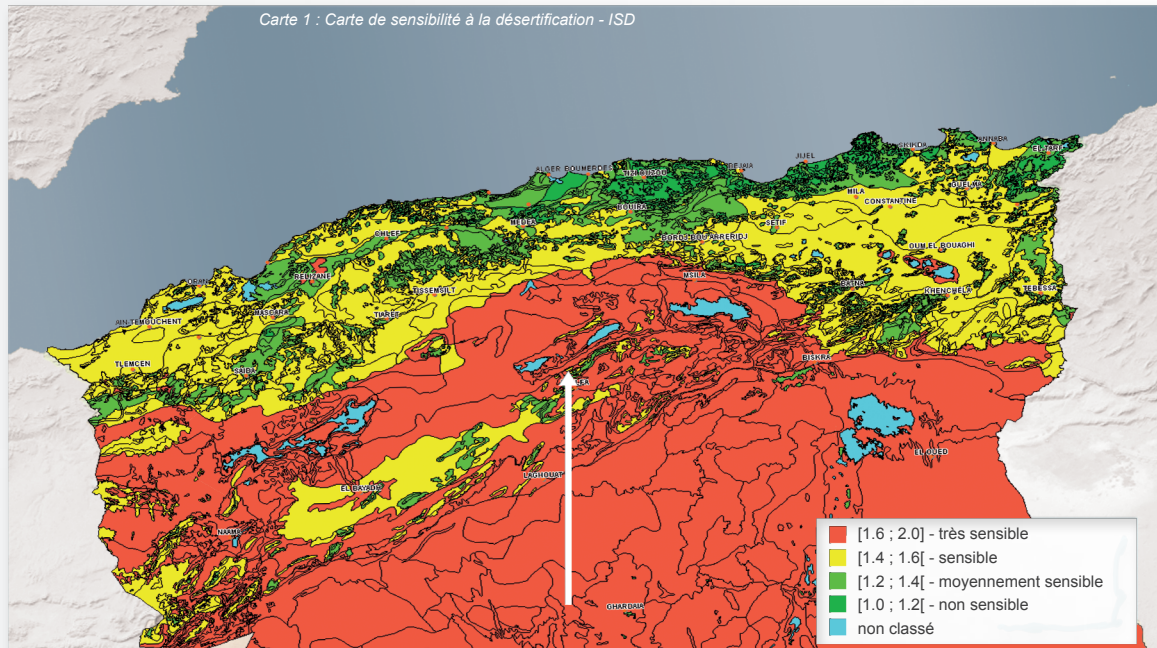 Carte 1 : Carte de sensibilité à la désertification - ISD
SKIKDA
ANNABA
EL TARF
JIJEL
BEJAIA
ALGER BOUMERDES
TIZI OUZOU
GUELMA
MILA
CONSTANTINE
BOUIRA
MEDEA
SETIF
CHLEF
BORDJ BOU ARRERIDJ
OUM EL BOUAGHI
ORAN
RELIZANE
MSILA
TISSEMSILT
BATNA
KHENCHELA
TEBESSA
MASCARA
TIARET
AIN-TEMOUCHENT
TLEMCEN
SAIDA
BISKRA
EL OUED
LAGHOUAT
EL BAYADH
NAAMA
GHARDAIA
[1.6 ; 2.0] - très sensible
[1.4 ; 1.6[ - sensible
[1.2 ; 1.4[ - moyennement sensible
[1.0 ; 1.2[ - non sensible
non classé